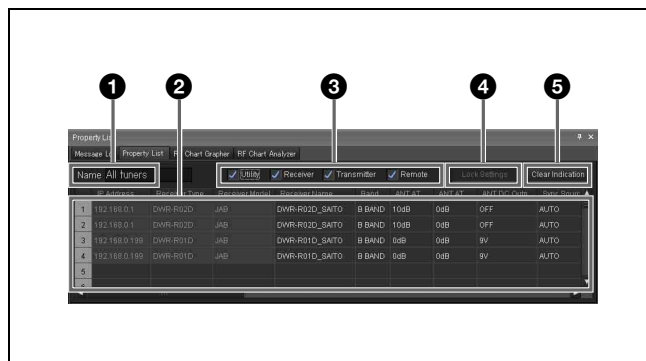 1 2 3 4 5
Property List
Message Lo Property List R Chart Grapher RF Chart Analyzer
Name All tuners Utility Receiver Transmitter Remote Lock Settings Clear Indication
IP Address Receiver Type Receiver Model Receiver Name Band ANT ATT ANT ATT ANT DC Outp Sync Sour
1 192.168.0.1 DWR-R02D JAB DWR-R02D_SAITO B BAND 10dB 0dB OFF AUTO
2 192.168.0.1 DWR-R02D JAB DWR-R02D_SAITO B BAND 10dB 0dB OFF AUTO
3 192.168.0.199 DWR-R01D JAB DWR-R01D_SAITO B BAND 0dB 0dB 9V AUTO
4 192.168.0.199 DWR-R01D JAB DWR-R01D_SAITO B BAND 0dB 0dB 9V AUTO
5